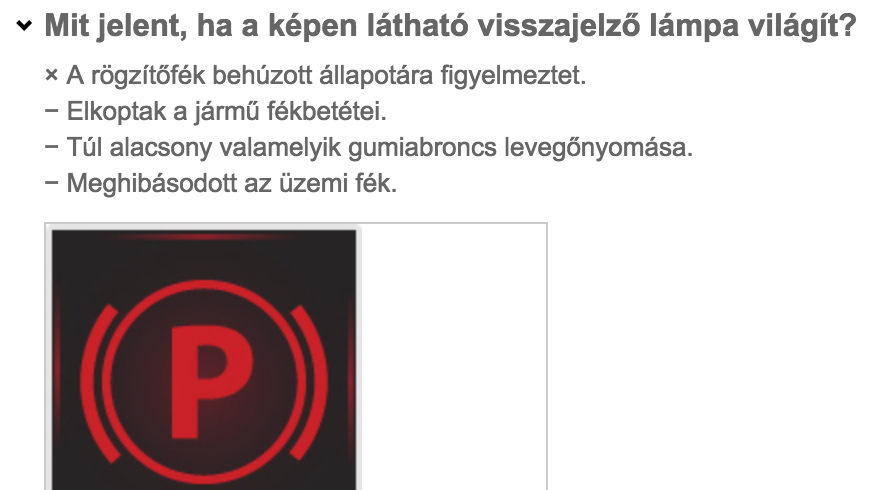 Mit jelent, ha a képen látható visszajelző lámpa világít?
× A rögzítőfék behúzott állapotára figyelmeztet.
− Elkoptak a jármű fékbetétei.
− Túl alacsony valamelyik gumiabroncs levegőnyomása.
− Meghibásodott az üzemi fék.
P